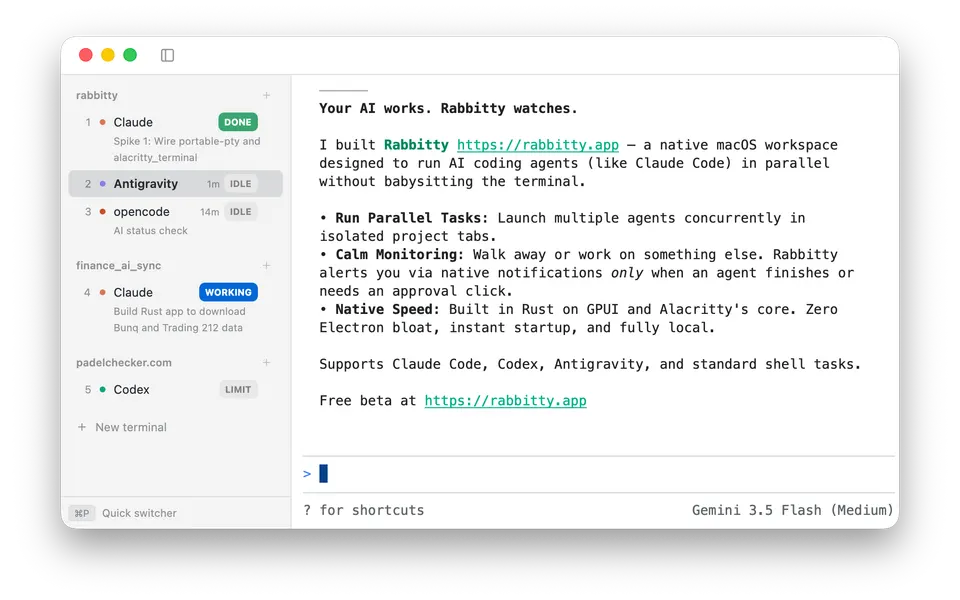 rabbitty +
1 Claude DONE
Spike 1: Wire portable-pty and
alacritty_terminal
2 Antigravity 1m IDLE
3 opencode 14m IDLE
AI status check
finance_ai_sync +
4 Claude WORKING
Build Rust app to download
Bunq and Trading 212 data
padelchecker.com +
5 Codex LIMIT
+ New terminal
⌘P Quick switcher
Your AI works. Rabbitty watches.
I built Rabbitty https://rabbitty.app — a native macOS workspace
designed to run AI coding agents (like Claude Code) in parallel
without babysitting the terminal.
• Run Parallel Tasks: Launch multiple agents concurrently in
isolated project tabs.
• Calm Monitoring: Walk away or work on something else. Rabbitty
alerts you via native notifications only when an agent finishes or
needs an approval click.
• Native Speed: Built in Rust on GPUI and Alacritty's core. Zero
Electron bloat, instant startup, and fully local.
Supports Claude Code, Codex, Antigravity, and standard shell tasks.
Free beta at https://rabbitty.app
>
? for shortcuts Gemini 3.5 Flash (Medium)